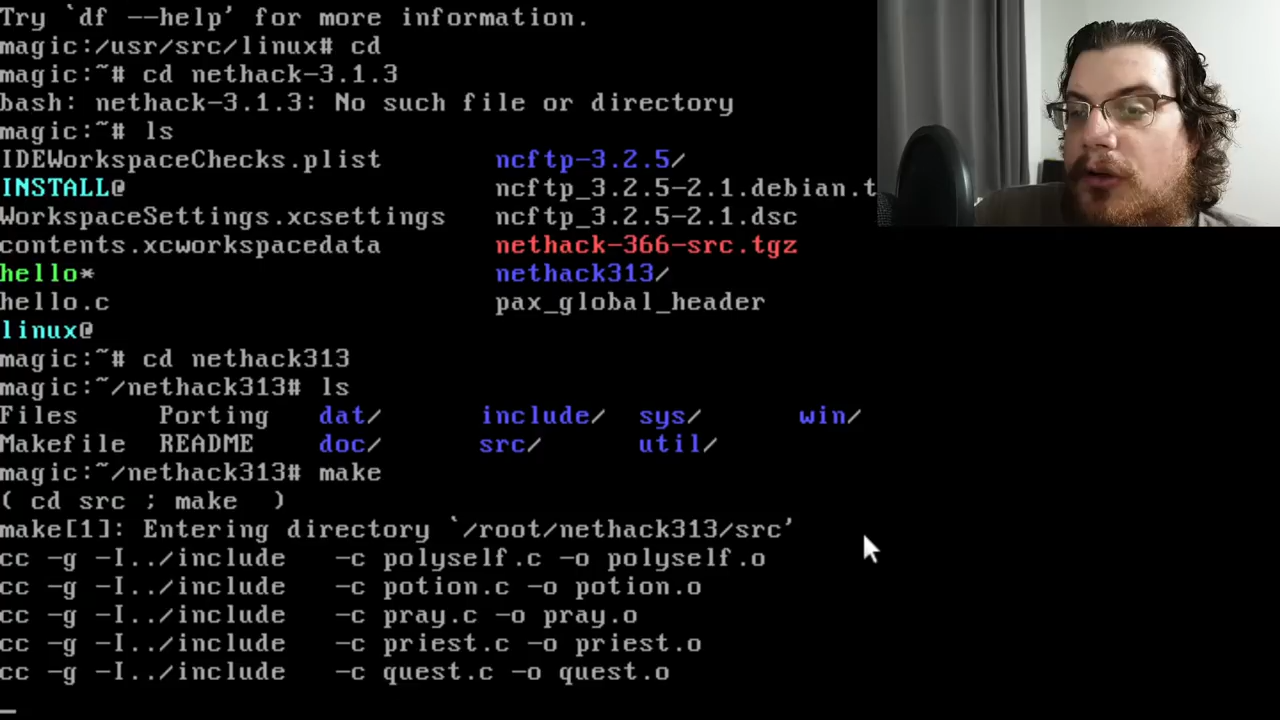 Try `df --help' for more information.
magic:/usr/src/linux# cd
magic:~# cd nethack-3.1.3
bash: nethack-3.1.3: No such file or directory
magic:~# ls
IDEWorkspaceChecks.plist ncftp-3.2.5/
INSTALL@ ncftp_3.2.5-2.1.debian.t
WorkspaceSettings.xcsettings ncftp_3.2.5-2.1.dsc
contents.xcworkspacedata nethack-366-src.tgz
hello* nethack313/
hello.c pax_global_header
linux@
magic:~# cd nethack313
magic:~/nethack313# ls
Files Porting dat/ include/ sys/ win/
Makefile README doc/ src/ util/
magic:~/nethack313# make
( cd src ; make )
make[1]: Entering directory `/root/nethack313/src'
cc -g -I../include -c polyself.c -o polyself.o
cc -g -I../include -c potion.c -o potion.o
cc -g -I../include -c pray.c -o pray.o
cc -g -I../include -c priest.c -o priest.o
cc -g -I../include -c quest.c -o quest.o